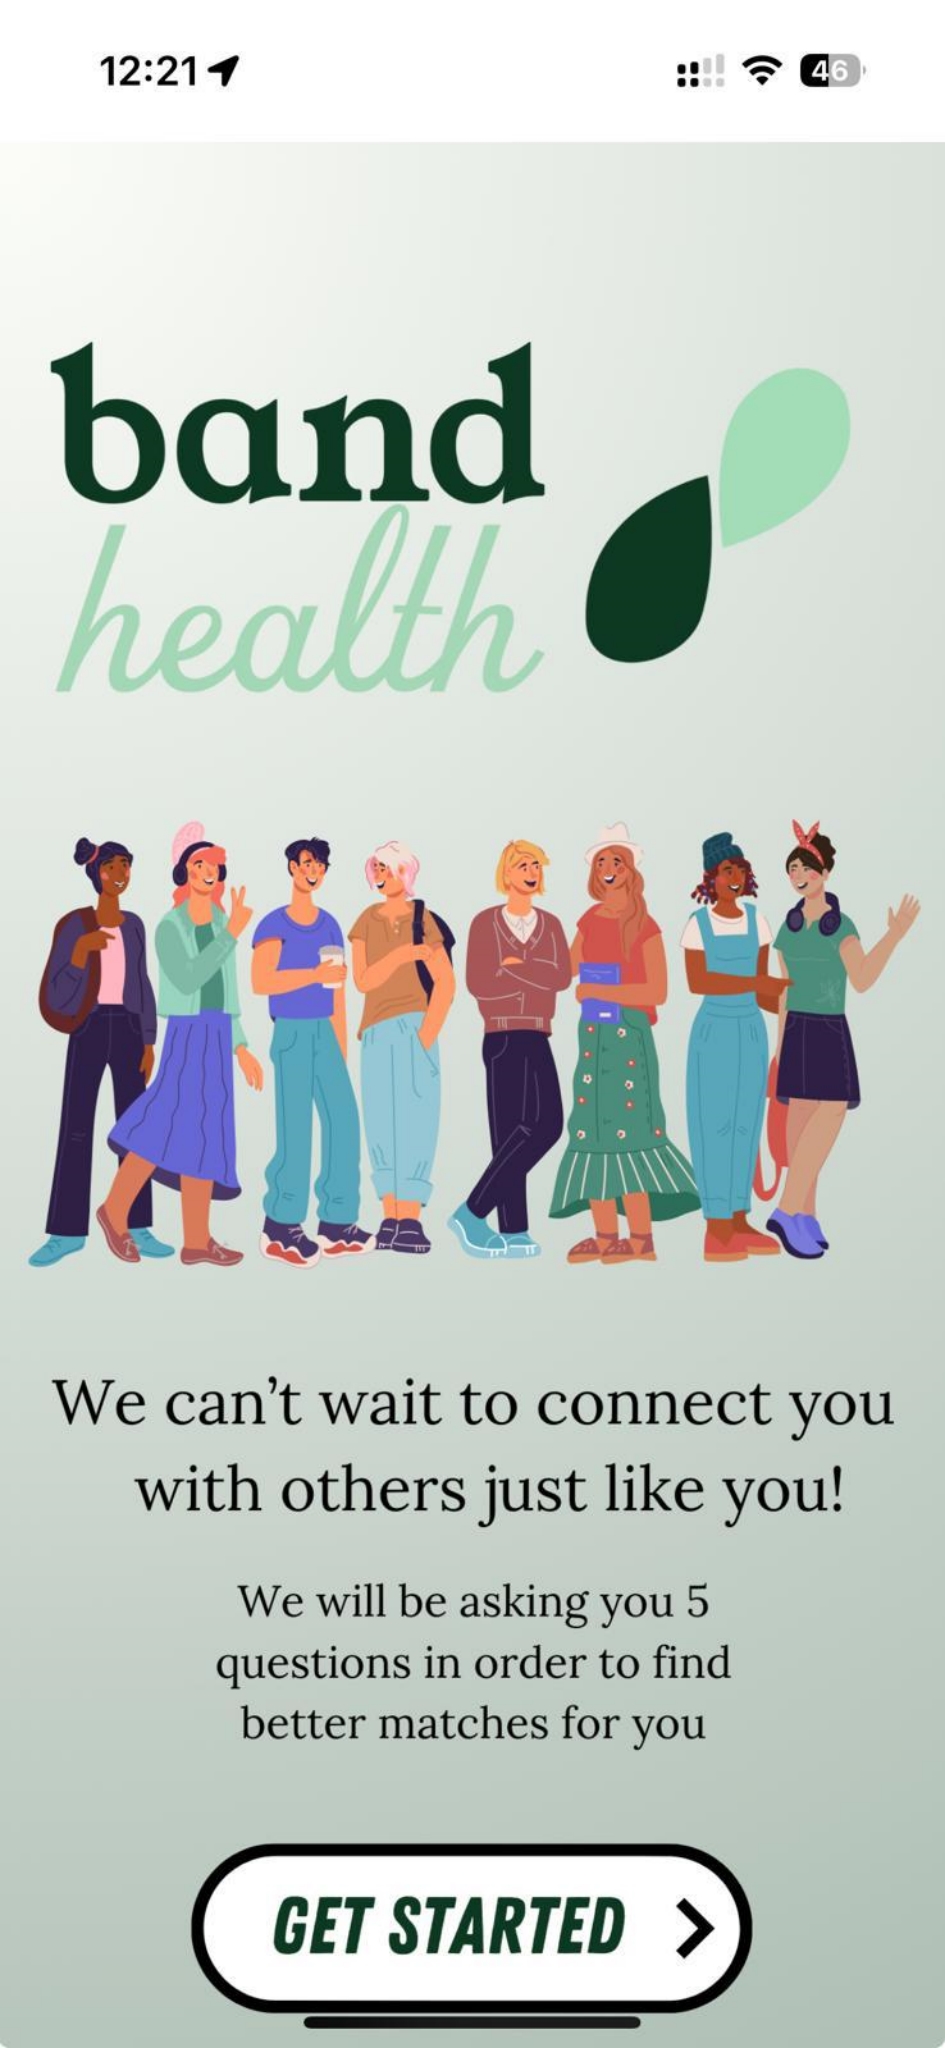 12:21
46
band
health
We can’t wait to connect you
with others just like you!
We will be asking you 5
questions in order to find
better matches for you
GET STARTED